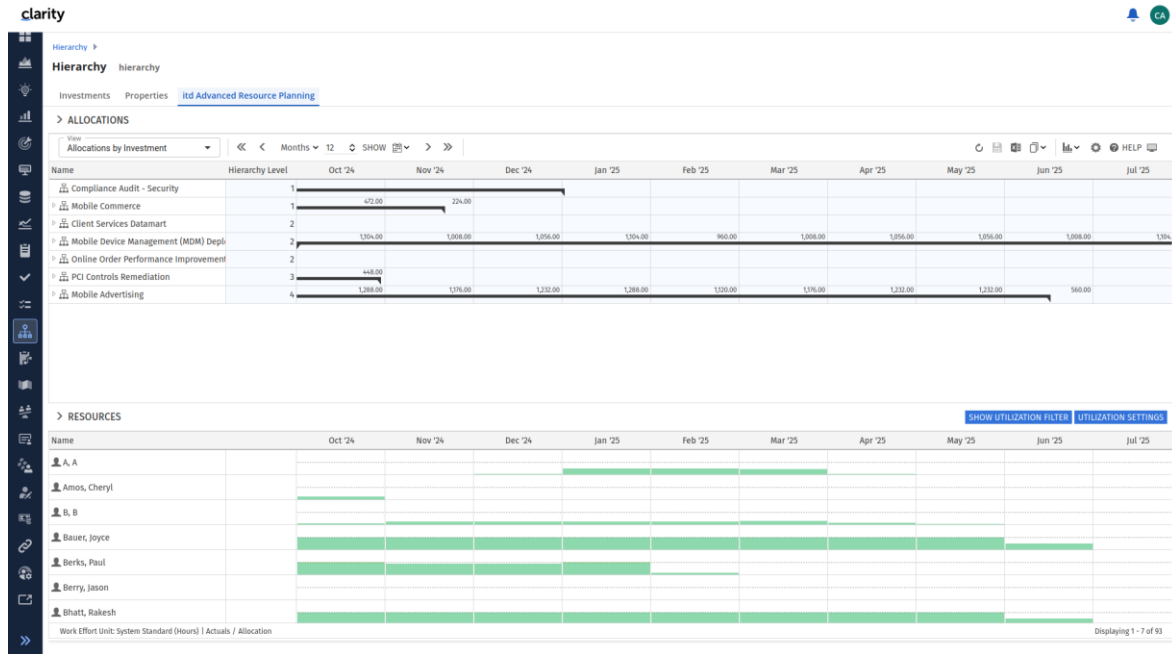 clarity
CA
Hierarchy
Hierarchy hierarchy
Investments Properties itd Advanced Resource Planning
ALLOCATIONS
View
Allocations by Investment Months 12 SHOW HELP
Name Hierarchy Level Oct '24 Nov '24 Dec '24 Jan '25 Feb '25 Mar '25 Apr '25 May '25 Jun '25 Jul '25
Compliance Audit - Security 1
Mobile Commerce 1 472.00 224.00
Client Services Datamart 2
Mobile Device Management (MDM) Depl 2 1,104.00 1,008.00 1,056.00 1,104.00 960.00 1,008.00 1,056.00 1,056.00 1,008.00 1,104.
Online Order Performance Improvement 2
PCI Controls Remediation 3 448.00
Mobile Advertising 4 1,288.00 1,176.00 1,232.00 1,288.00 1,120.00 1,176.00 1,232.00 1,232.00 560.00
RESOURCES SHOW UTILIZATION FILTER UTILIZATION SETTINGS
Name Oct '24 Nov '24 Dec '24 Jan '25 Feb '25 Mar '25 Apr '25 May '25 Jun '25 Jul '25
A, A
Amos, Cheryl
B, B
Bauer, Joyce
Berks, Paul
Berry, Jason
Bhatt, Rakesh
Work Effort Unit: System Standard (Hours) | Actuals / Allocation Displaying 1 - 7 of 93